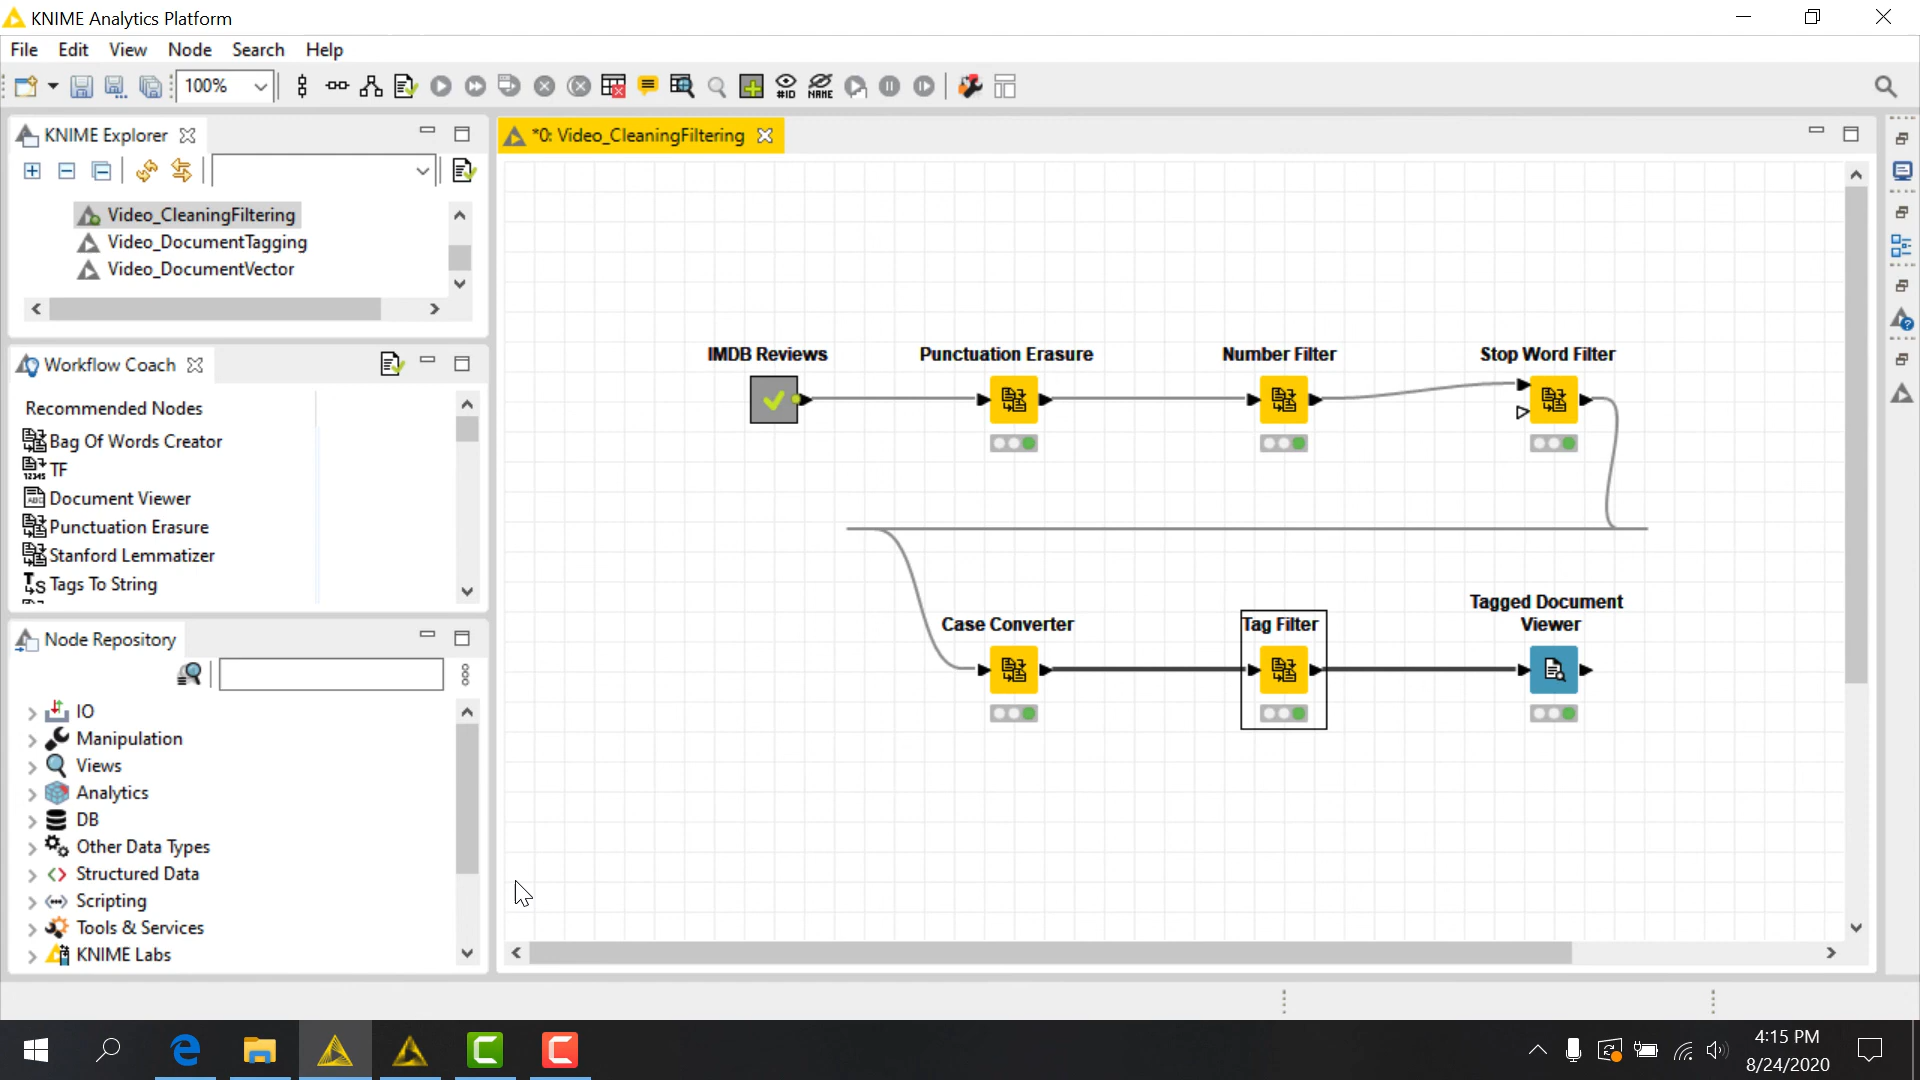 KNIME Analytics Platform
File Edit View Node Search Help
100%
#ID
NAME
KNIME Explorer
Video_CleaningFiltering
Video_DocumentTagging
Video_DocumentVector
Workflow Coach
Recommended Nodes
Bag Of Words Creator
TF
Document Viewer
Punctuation Erasure
Stanford Lemmatizer
Tags To String
Node Repository
IO
Manipulation
Views
Analytics
DB
Other Data Types
Structured Data
Scripting
Tools & Services
KNIME Labs
*0: Video_CleaningFiltering
IMDB Reviews
Punctuation Erasure
Number Filter
Stop Word Filter
Case Converter
Tag Filter
Tagged Document
Viewer
4:15 PM
8/24/2020